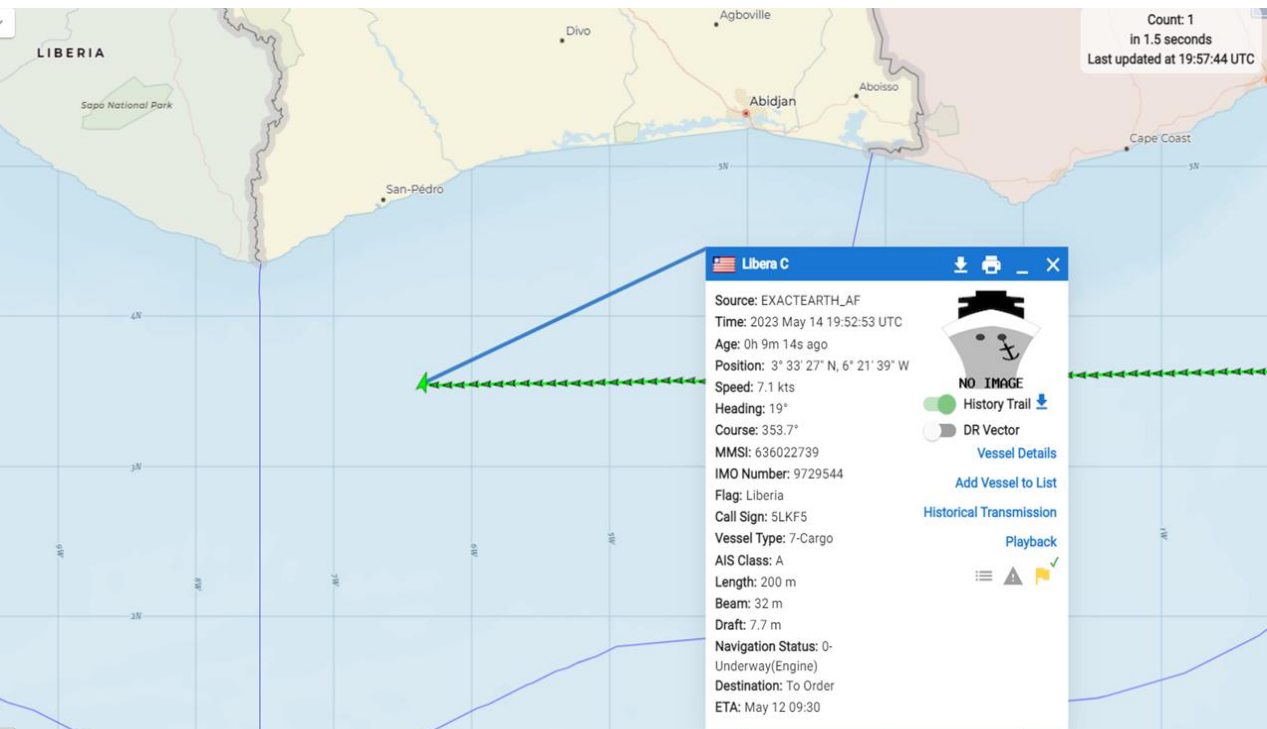 Agboville
Count: 1
in 1.5 seconds
Last updated at 19:57:44 UTC
Divo
LIBERIA
Aboisso
Sapo National Park
Abidjan
Cape Coast
5N
5N
San-Pédro
Libera C
Source: EXACTEARTH_AF
Time: 2023 May 14 19:52:53 UTC
4N
Age: 0h 9m 14s ago
Position: 3° 33' 27" N, 6° 21' 39" W
NO IMAGE
Speed: 7.1 kts
History Trail
Heading: 19°
Course: 353.7°
DR Vector
MMSI: 636022739
Vessel Details
3N
IMO Number: 9729544
Add Vessel to List
Flag: Liberia
Call Sign: 5LKF5
Historical Transmission
Vessel Type: 7-Cargo
Playback
9W
6W
5W
AIS Class: A
8W
7W
Length: 200 m
Beam: 32 m
2N
Draft: 7.7 m
Navigation Status: 0-
Underway(Engine)
Destination: To Order
ETA: May 12 09:30